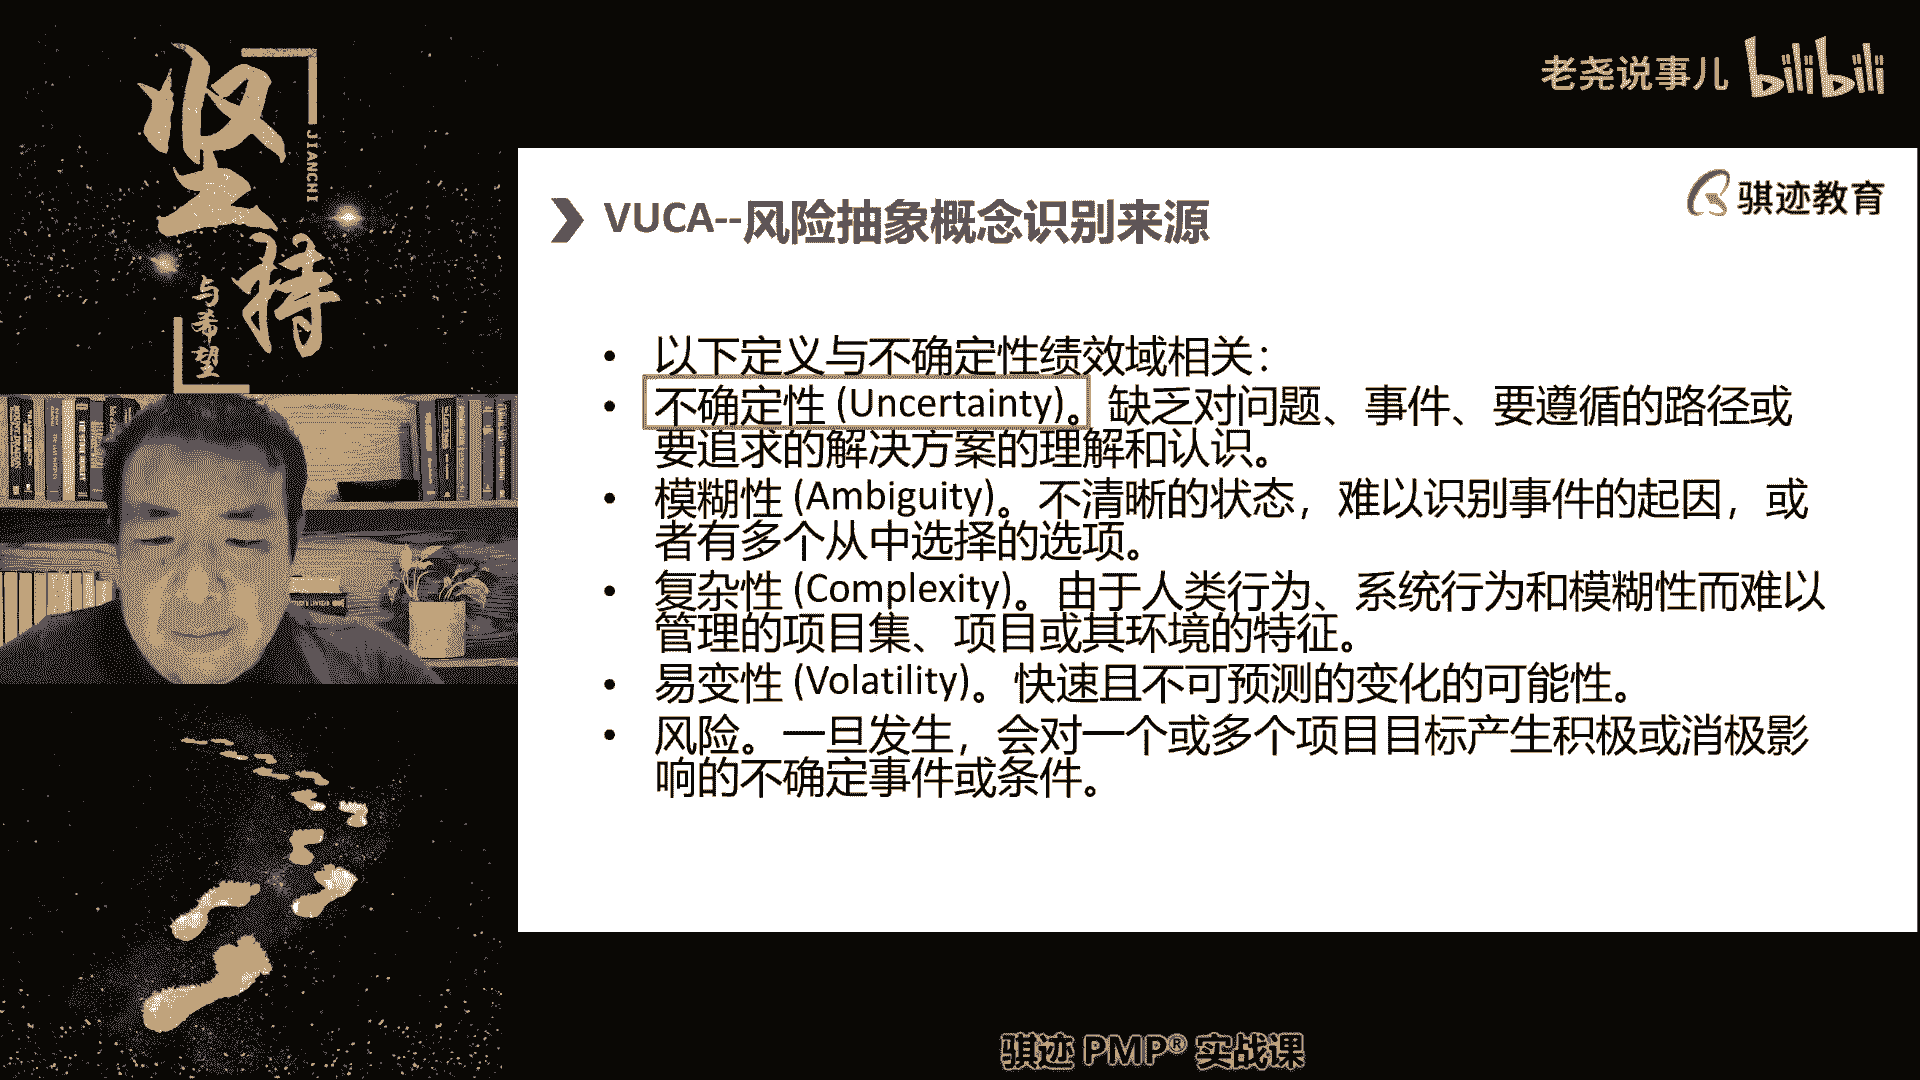 坚持
JIANCHI
与希望
老尧说事儿 bilibili
骐迹教育
VUCA--风险抽象概念识别来源
• 以下定义与不确定性绩效域相关：
• 不确定性 (Uncertainty)。缺乏对问题、事件、要遵循的路径或
要追求的解决方案的理解和认识。
• 模糊性 (Ambiguity)。不清晰的状态，难以识别事件的起因，或
者有多个从中选择的选项。
• 复杂性 (Complexity)。由于人类行为、系统行为和模糊性而难以
管理的项目集、项目或其环境的特征。
• 易变性 (Volatility)。快速且不可预测的变化的可能性。
• 风险。一旦发生，会对一个或多个项目目标产生积极或消极影
响的不确定事件或条件。
骐迹 PMP® 实战课